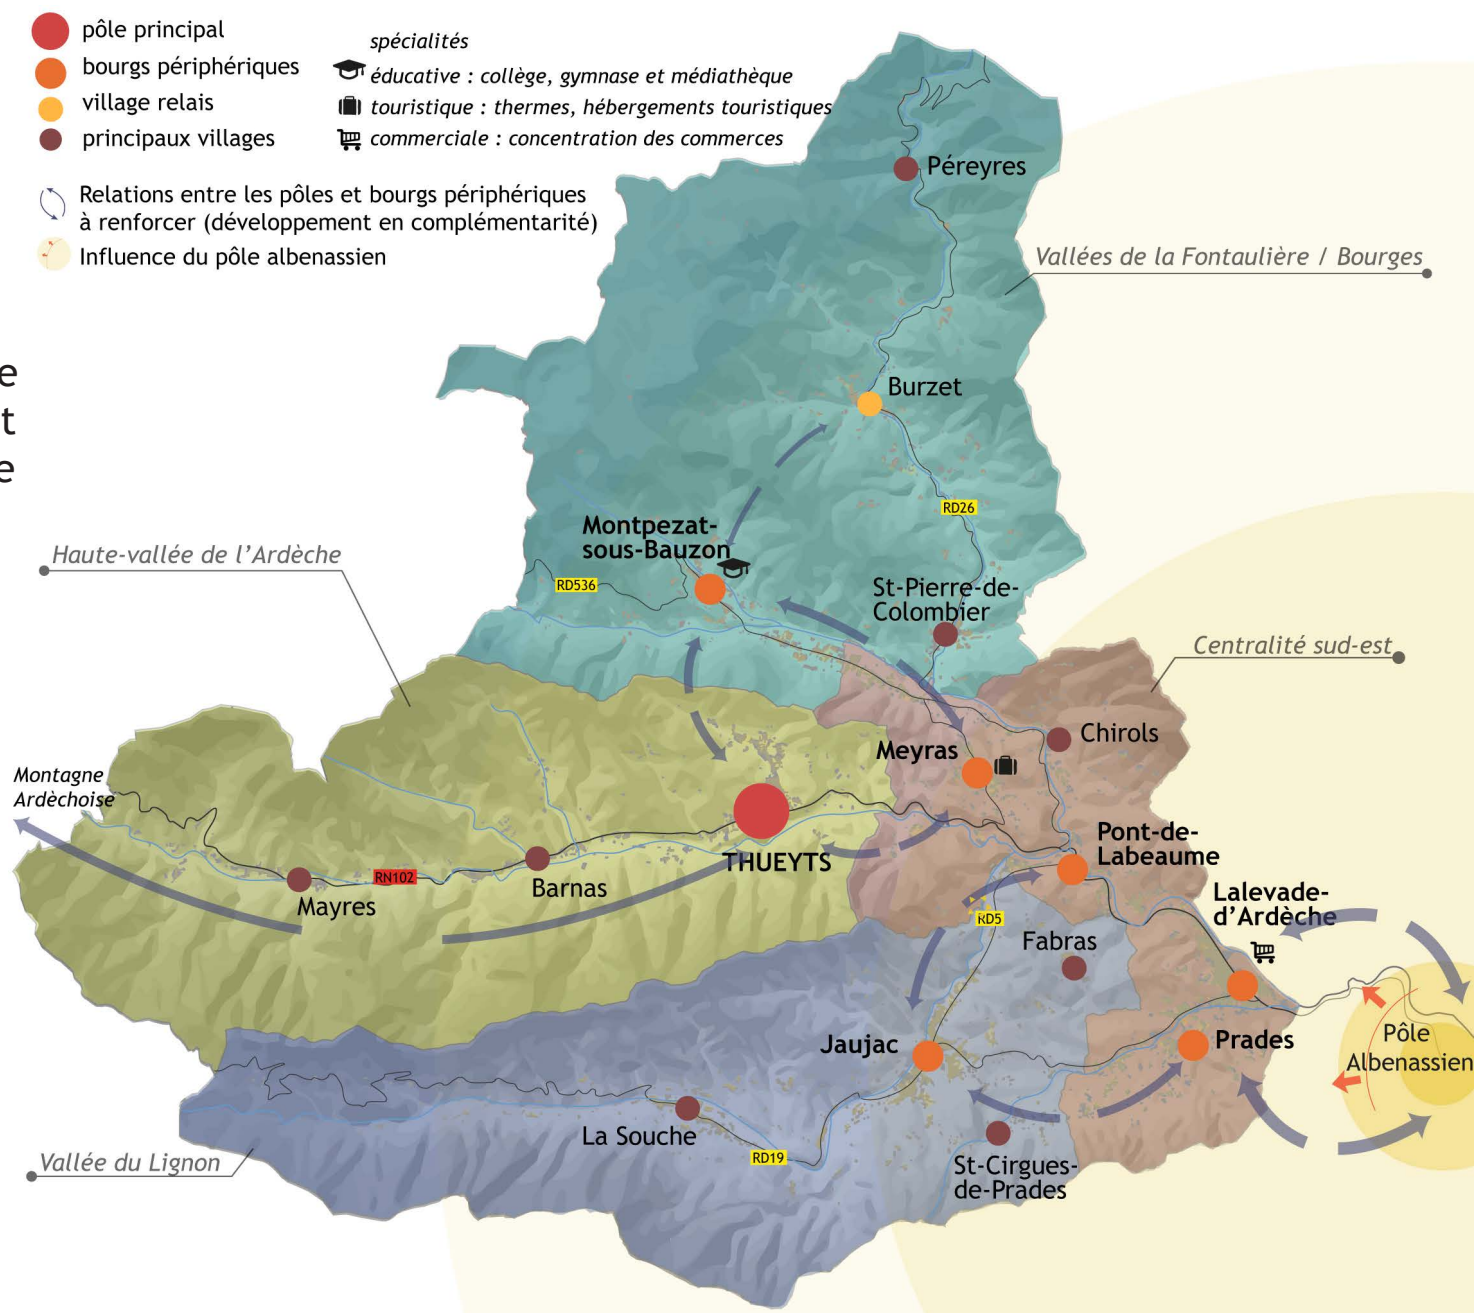 pôle principal
bourgs périphériques
village relais
principaux villages
spécialités
éducative : collège, gymnase et médiathèque
touristique : thermes, hébergements touristiques
commerciale : concentration des commerces
Relations entre les pôles et bourgs périphériques
à renforcer (développement en complémentarité)
Influence du pôle albenassien
Péreyres
Vallées de la Fontaulière / Bourges
e
t
e
Burzet
RD26
Montpezat-
sous-Bauzon
Haute-vallée de l'Ardèche
RD536
St-Pierre-de-
Colombier
Centralité sud-est
Chirols
Meyras
Montagne
Ardèchoise
Pont-de-
Labeaume
THUEYTS
RN102
Barnas
Mayres
Lalevade-
d'Ardèche
RD5
Fabras
Jaujac
Prades
Pôle
Albenassien
La Souche
RD19
Vallée du Lignon
St-Cirgues-
de-Prades